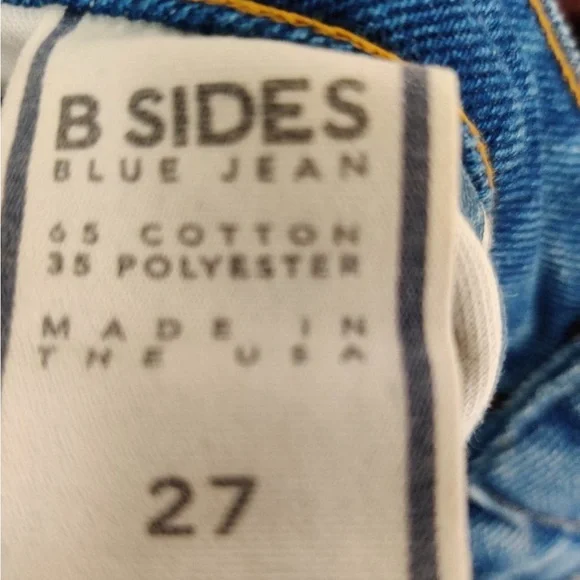 B SIDES
BLUE JEAN
65 COTTON
35 POLYESTER
MADE IN
THE USA
27